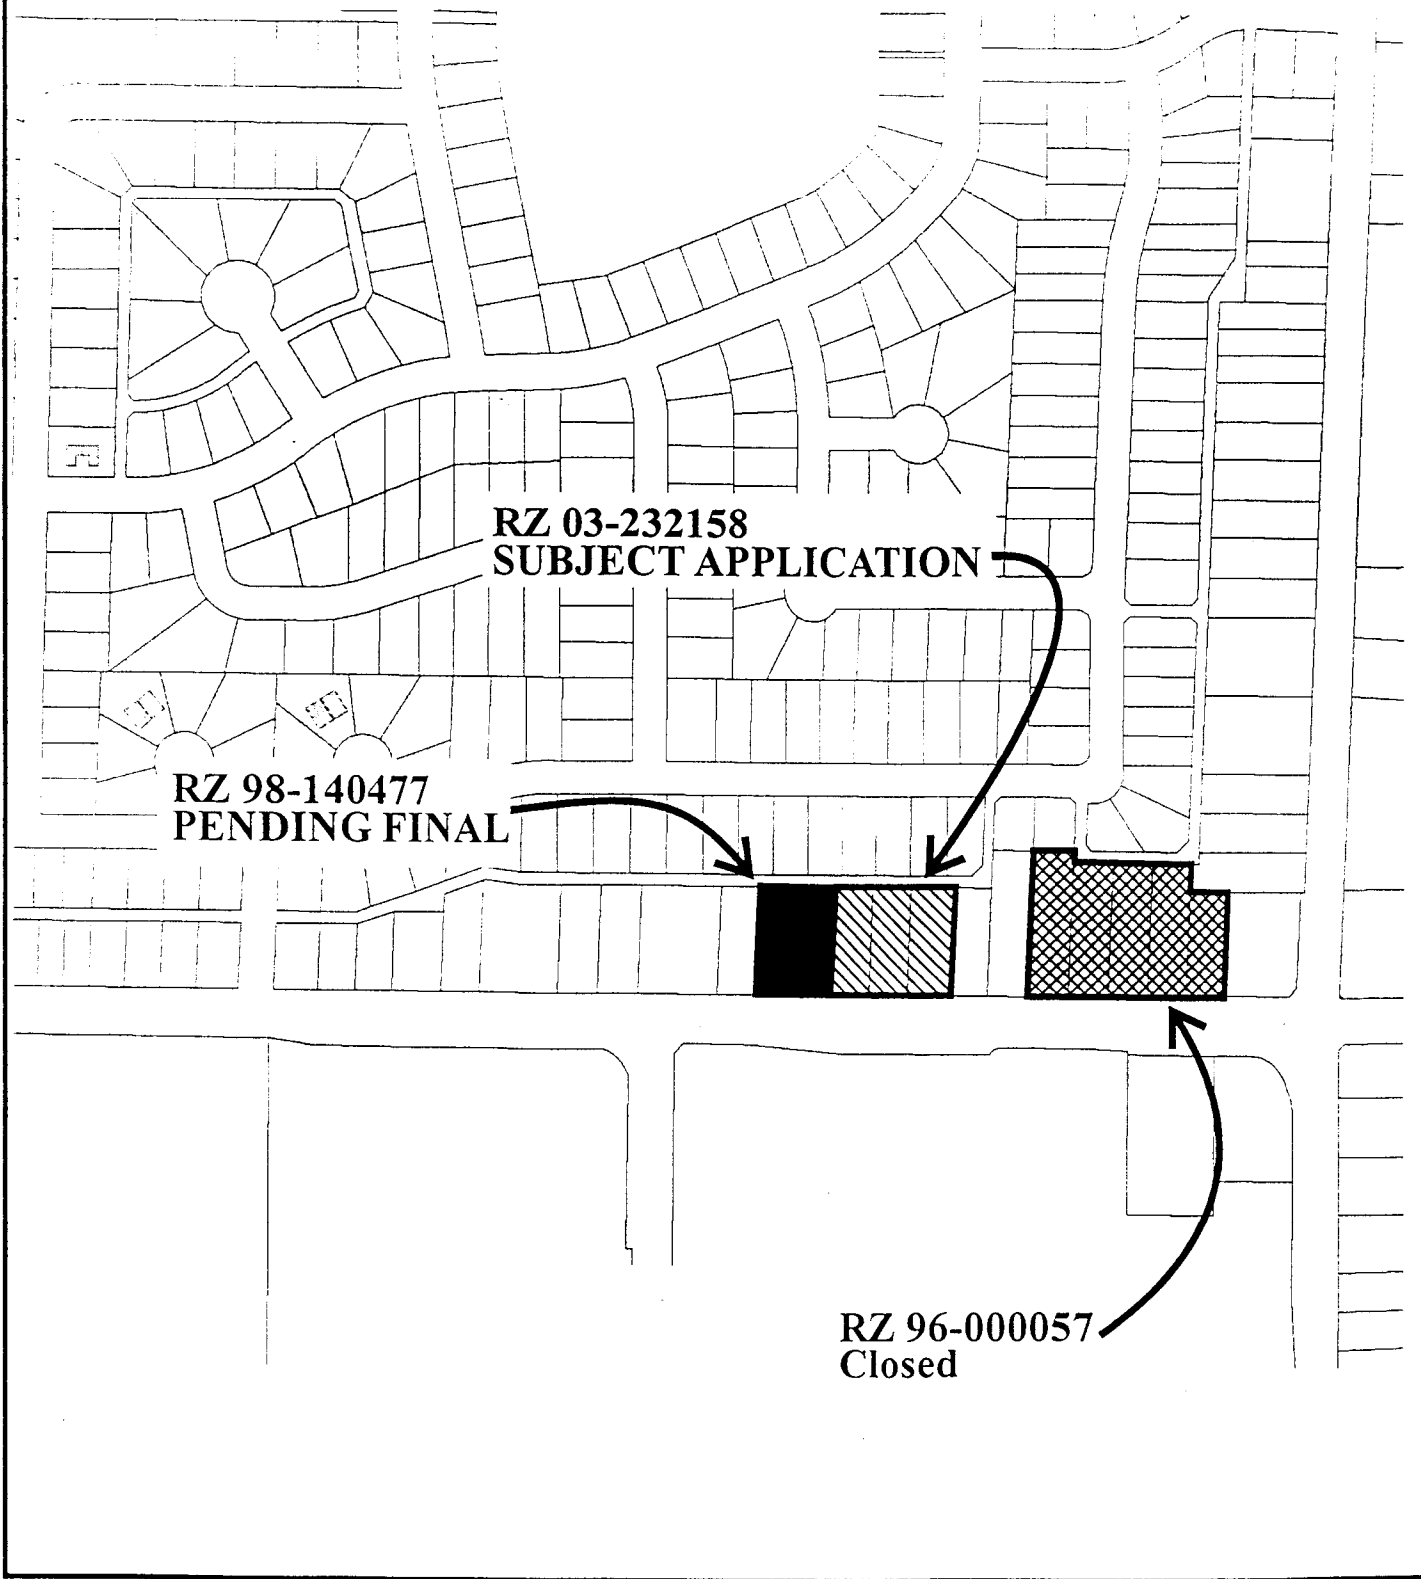 RZ 03-232158
SUBJECT APPLICATION
RZ 98-140477
PENDING FINAL
RZ 96-000057
Closed